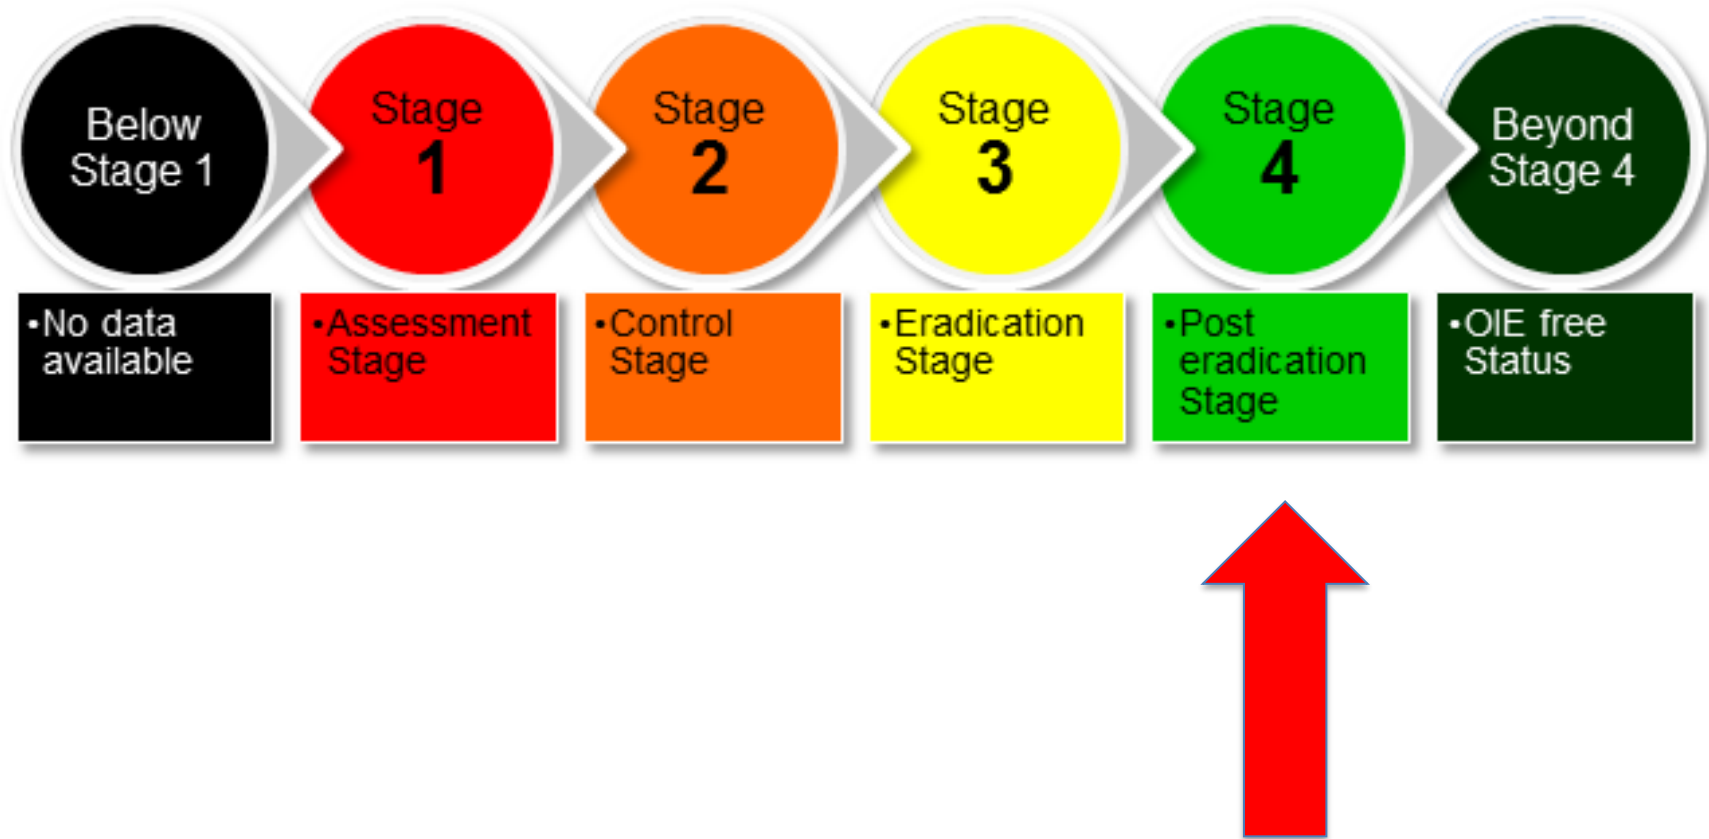 Below
Stage 1
Stage
1
Stage
2
Stage
3
Stage
4
Beyond
Stage 4
•No data
available
•Assessment
Stage
•Control
Stage
•Eradication
Stage
•Post
eradication
Stage
•OIE free
Status